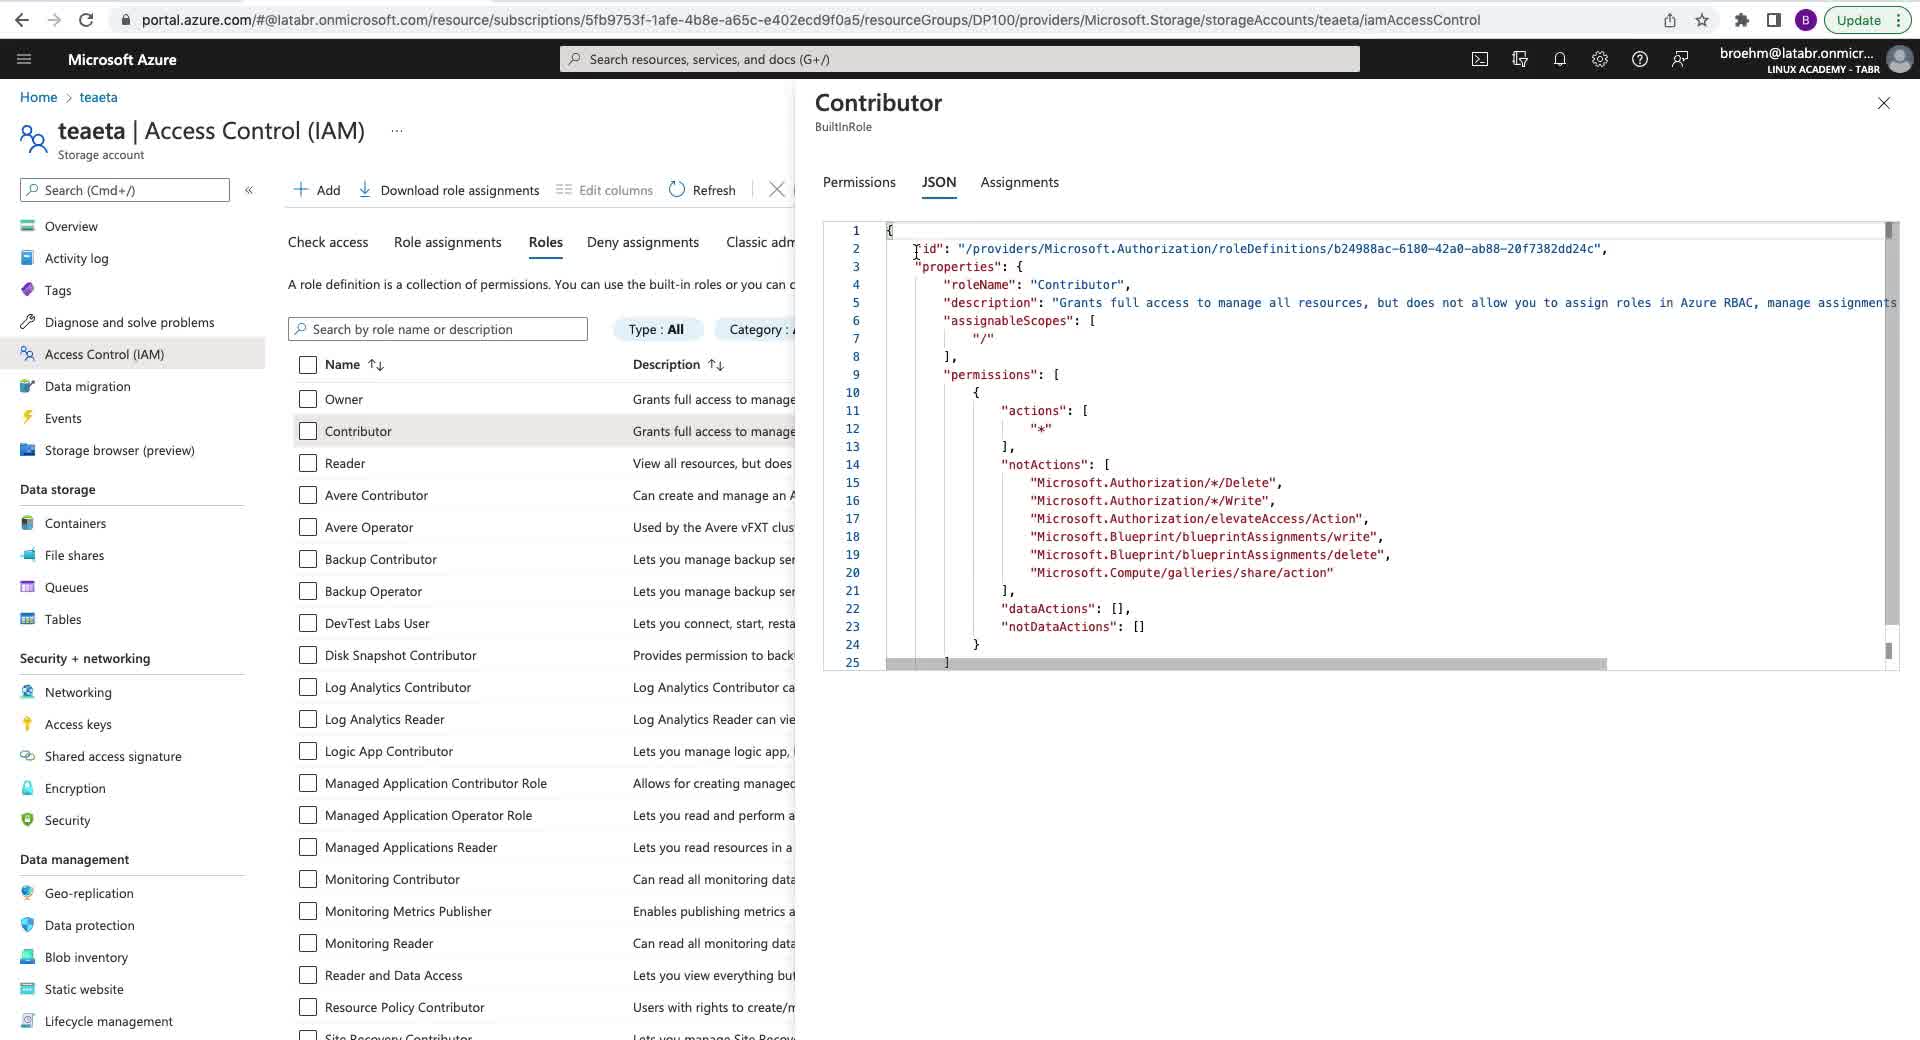 portal.azure.com/#@latabr.onmicrosoft.com/resource/subscriptions/5fb9753f-1afe-4b8e-a65c-e402ecd9f0a5/resourceGroups/DP100/providers/Microsoft.Storage/storageAccounts/teaeta/iamAccessControl
B
Update
Microsoft Azure
Search resources, services, and docs (G+/)
broehm@latabr.onmicr...
LINUX ACADEMY - TABR
Home > teaeta
teaeta | Access Control (IAM) ...
Storage account
Search (Cmd+/)
«
Overview
Activity log
Tags
Diagnose and solve problems
Access Control (IAM)
Data migration
Events
Storage browser (preview)
Data storage
Containers
File shares
Queues
Tables
Security + networking
Networking
Access keys
Shared access signature
Encryption
Security
Data management
Geo-replication
Data protection
Blob inventory
Static website
Lifecycle management
Add
Download role assignments
Edit columns
Refresh
Check access
Role assignments
Roles
Deny assignments
Classic adm
A role definition is a collection of permissions. You can use the built-in roles or you can c
Search by role name or description
Type : All
Category :
Name ↑↓ Description ↑↓
Owner Grants full access to manage
Contributor Grants full access to manage
Reader View all resources, but does
Avere Contributor Can create and manage an A
Avere Operator Used by the Avere vFXT clus
Backup Contributor Lets you manage backup ser
Backup Operator Lets you manage backup ser
DevTest Labs User Lets you connect, start, resta
Disk Snapshot Contributor Provides permission to back
Log Analytics Contributor Log Analytics Contributor ca
Log Analytics Reader Log Analytics Reader can vie
Logic App Contributor Lets you manage logic app,
Managed Application Contributor Role Allows for creating managed
Managed Application Operator Role Lets you read and perform a
Managed Applications Reader Lets you read resources in a
Monitoring Contributor Can read all monitoring data
Monitoring Metrics Publisher Enables publishing metrics a
Monitoring Reader Can read all monitoring data
Reader and Data Access Lets you view everything but
Resource Policy Contributor Users with rights to create/m
Site Recovery Contributor Lets you manage Site Recov
Contributor
BuiltInRole
Permissions
JSON
Assignments
1 {
2 "id": "/providers/Microsoft.Authorization/roleDefinitions/b24988ac-6180-42a0-ab88-20f7382dd24c",
3 "properties": {
4 "roleName": "Contributor",
5 "description": "Grants full access to manage all resources, but does not allow you to assign roles in Azure RBAC, manage assignments
6 "assignableScopes": [
7 "/"
8 ],
9 "permissions": [
10 {
11 "actions": [
12 "*"
13 ],
14 "notActions": [
15 "Microsoft.Authorization/*/Delete",
16 "Microsoft.Authorization/*/Write",
17 "Microsoft.Authorization/elevateAccess/Action",
18 "Microsoft.Blueprint/blueprintAssignments/write",
19 "Microsoft.Blueprint/blueprintAssignments/delete",
20 "Microsoft.Compute/galleries/share/action"
21 ],
22 "dataActions": [],
23 "notDataActions": []
24 }
25 ]